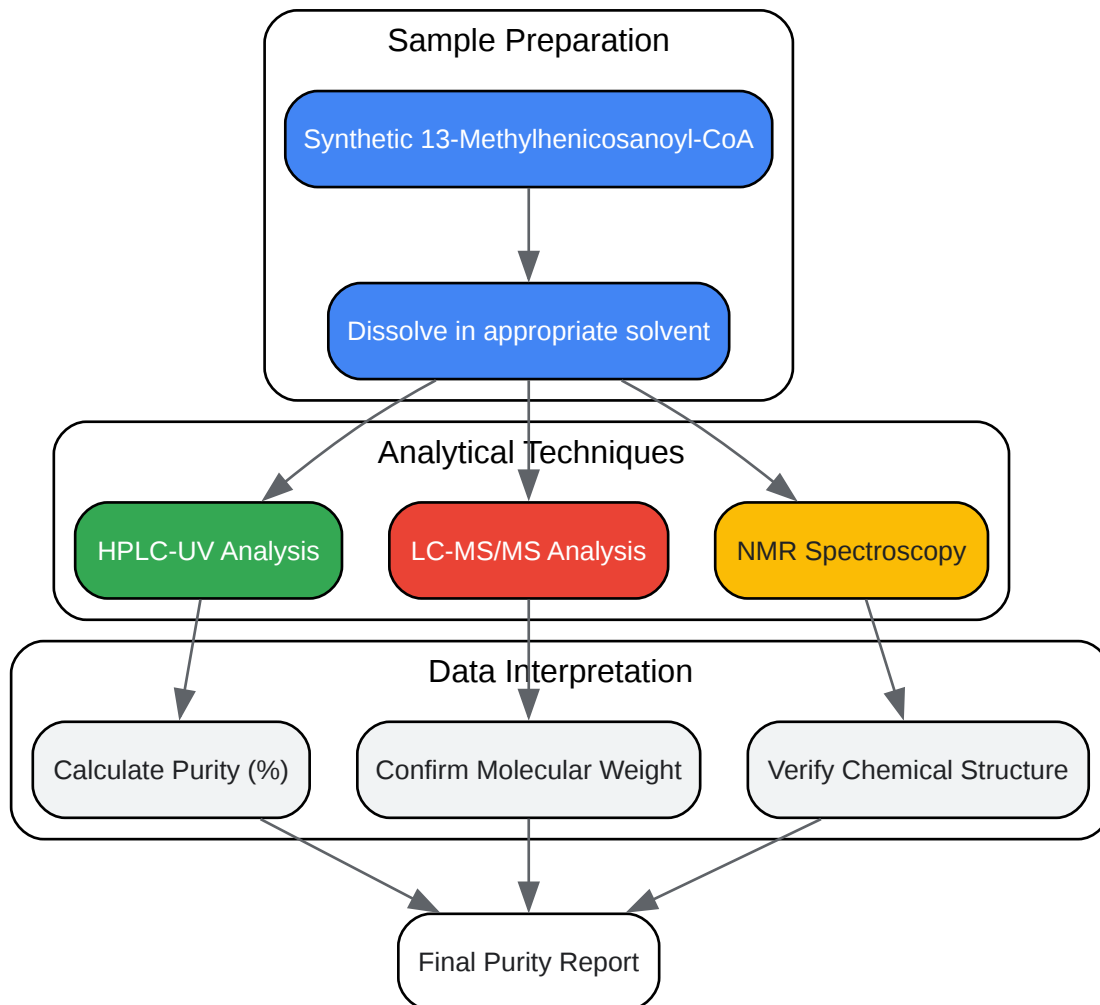 Sample Preparation
Synthetic 13-Methylhenicosanoyl-CoA
Dissolve in appropriate solvent
Analytical Techniques
HPLC-UV Analysis
LC-MS/MS Analysis
NMR Spectroscopy
Data Interpretation
Calculate Purity (%)
Confirm Molecular Weight
Verify Chemical Structure
Final Purity Report